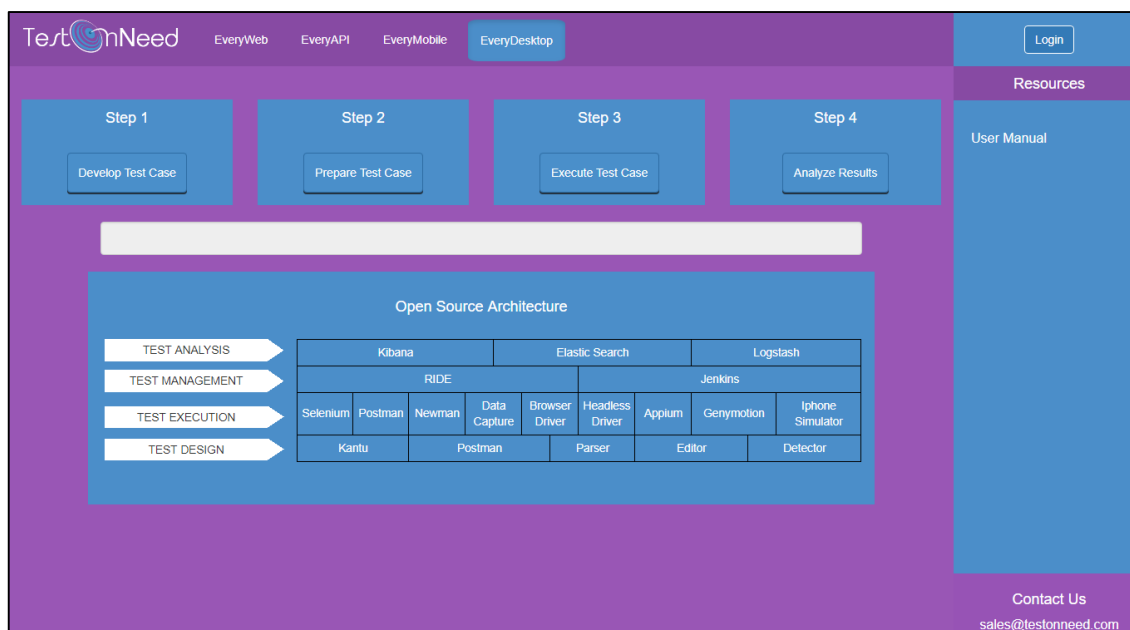 TestOnNeed
EveryWeb
EveryAPI
EveryMobile
EveryDesktop
Login
Resources
User Manual
Step 1
Develop Test Case
Step 2
Prepare Test Case
Step 3
Execute Test Case
Step 4
Analyze Results
Open Source Architecture
TEST ANALYSIS
Kibana
Elastic Search
Logstash
TEST MANAGEMENT
RIDE
Jenkins
TEST EXECUTION
Selenium
Postman
Newman
Data
Capture
Browser
Driver
Headless
Driver
Appium
Genymotion
Iphone
Simulator
TEST DESIGN
Kantu
Postman
Parser
Editor
Detector
Contact Us
sales@testonneed.com